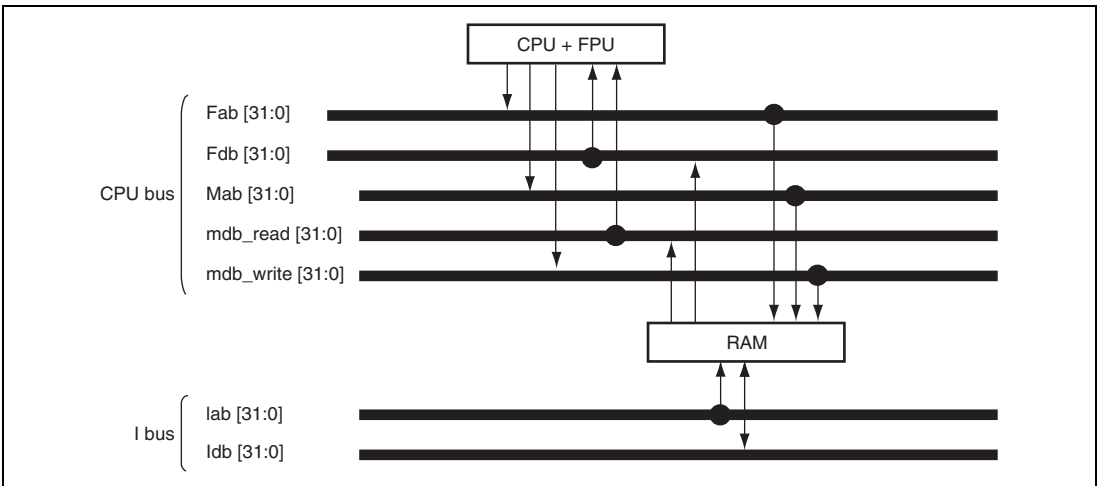 CPU + FPU
Fab [31:0]
Fdb [31:0]
CPU bus
Mab [31:0]
mdb_read [31:0]
mdb_write [31:0]
RAM
Iab [31:0]
I bus
Idb [31:0]